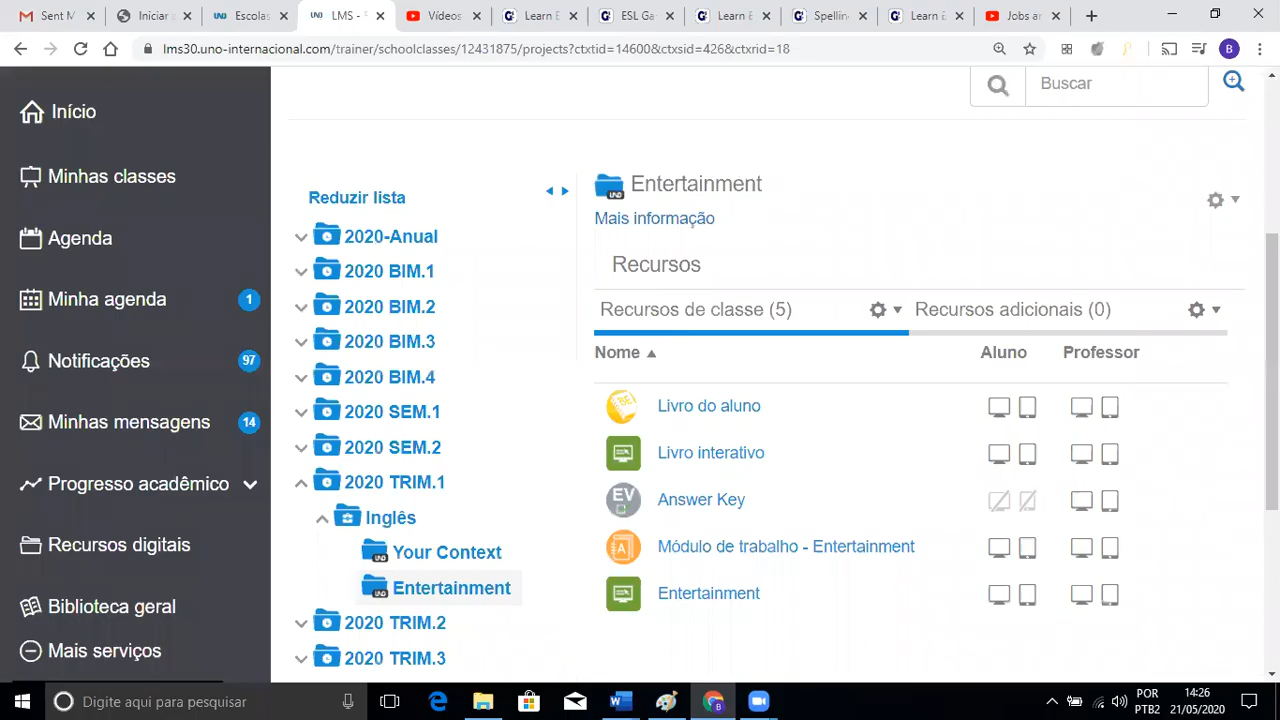 Sent M
Iniciar s
Escolas
LMS -
Vídeos
Learn E
ESL Ga
Learn E
Spellin
Learn E
Jobs ar
lms30.uno-internacional.com/trainer/schoolclasses/12431875/projects?ctxtid=14600&ctxsid=426&ctxrid=18
B
Início
Minhas classes
Agenda
Minha agenda 1
Notificações 97
Minhas mensagens 14
Progresso acadêmico
Recursos digitais
Biblioteca geral
Mais serviços
Buscar
Reduzir lista
2020-Anual
2020 BIM.1
2020 BIM.2
2020 BIM.3
2020 BIM.4
2020 SEM.1
2020 SEM.2
2020 TRIM.1
Inglês
Your Context
Entertainment
2020 TRIM.2
2020 TRIM.3
Entertainment
Mais informação
Recursos
Recursos de classe (5) Recursos adicionais (0)
Nome Aluno Professor
Livro do aluno
Livro interativo
EV Answer Key
Módulo de trabalho - Entertainment
Entertainment
Digite aqui para pesquisar
POR
PTB2
14:26
21/05/2020